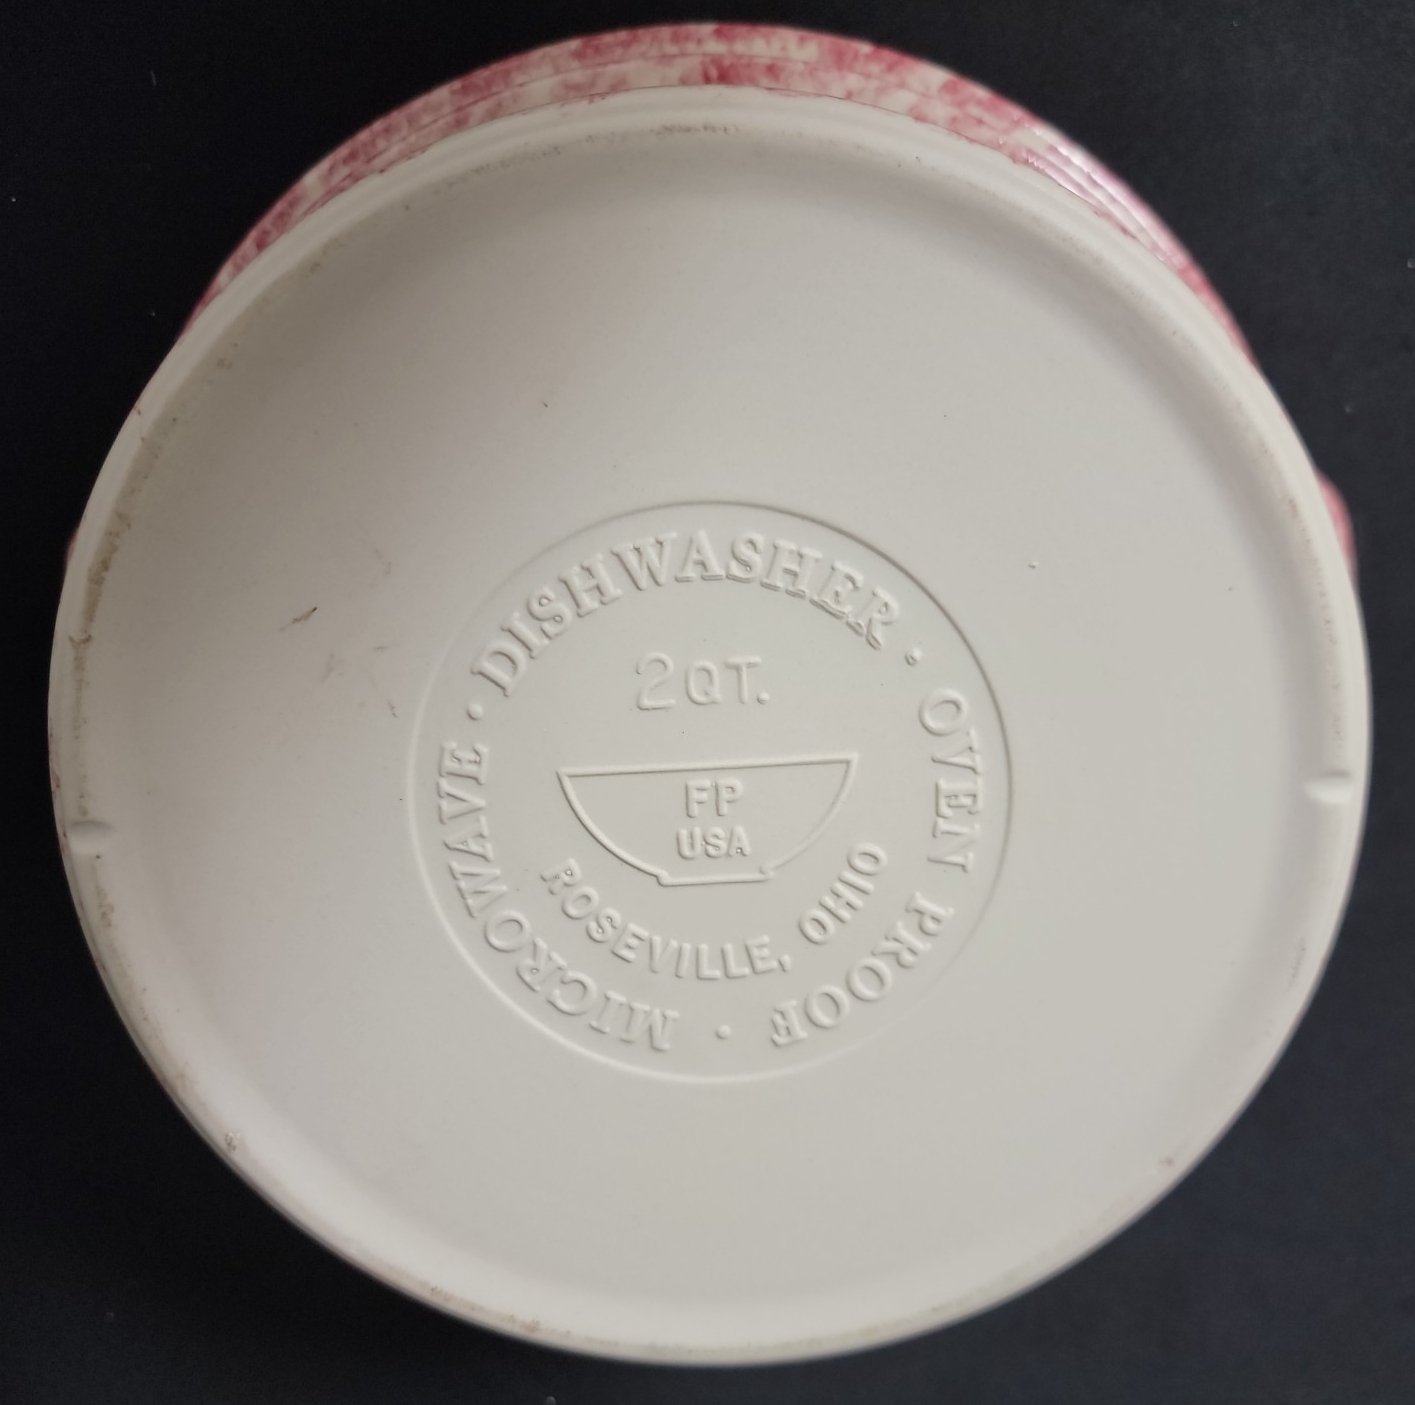 DISHWASHER · OVEN PROOF · MICROWAVE ·
2QT.
FP
USA
ROSEVILLE, OHIO